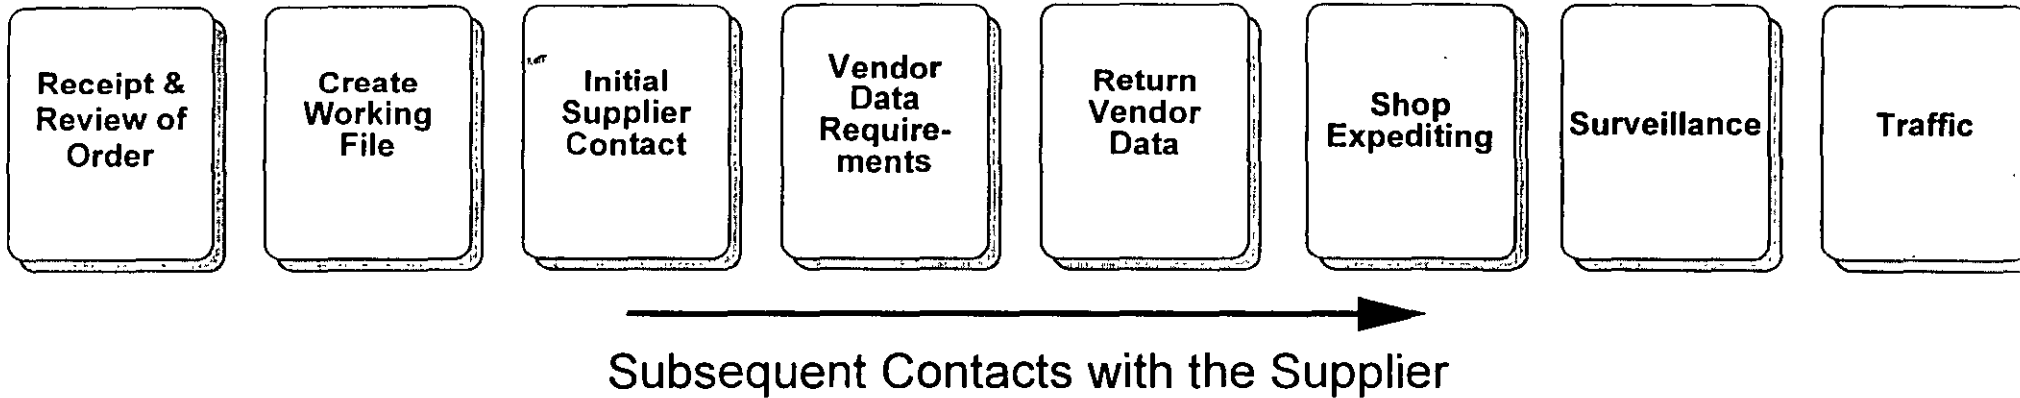 Receipt &
Review of
Order
Create
Working
File
Initial
Supplier
Contact
Vendor
Data
Require-
ments
Return
Vendor
Data
Shop
Expediting
Surveillance
Traffic
Subsequent Contacts with the Supplier